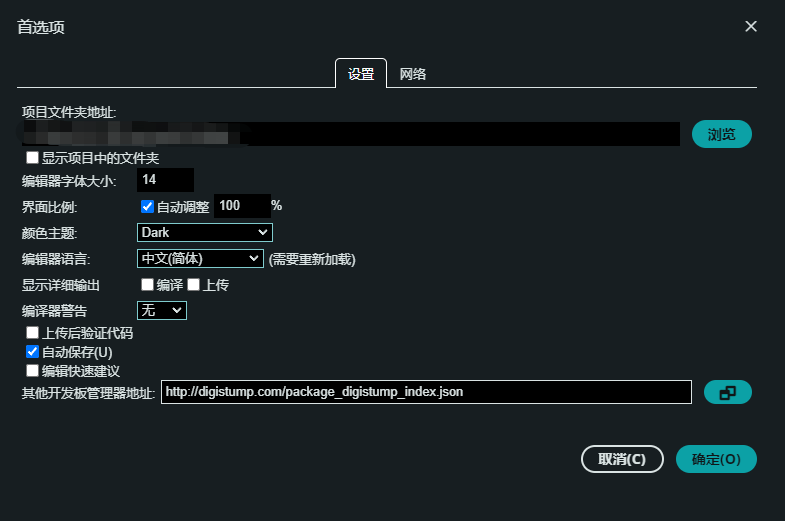 首选项
设置 网络
项目文件夹地址:
浏览
显示项目中的文件夹
编辑器字体大小: 14
界面比例: 自动调整 100 %
颜色主题: Dark
编辑器语言: 中文(简体) (需要重新加载)
显示详细输出 编译 上传
编译器警告 无
上传后验证代码
自动保存(U)
编辑快速建议
其他开发板管理器地址: http://digistump.com/package_digistump_index.json
取消(C) 确定(O)